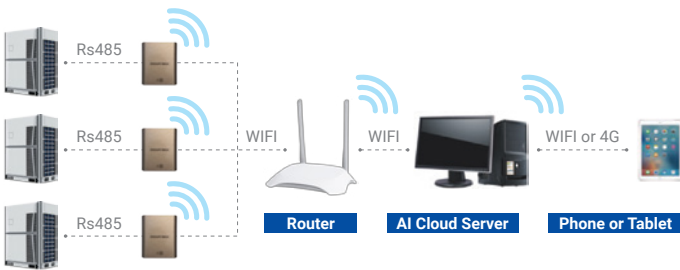 Rs485
Rs485
WIFI
WIFI
WIFI or 4G
Rs485
Router
AI Cloud Server
Phone or Tablet